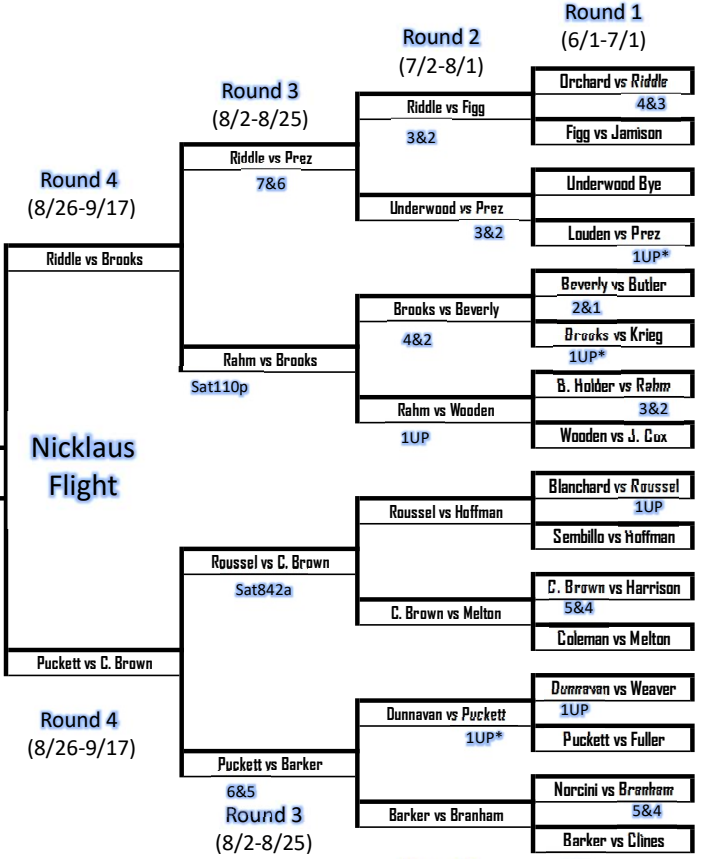 Round 1
(6/1-7/1)
Round 2
(7/2-8/1)
Round 3
(8/2-8/25)
Round 4
(8/26-9/17)
Orchard vs Riddle
4&3
Figg vs Jamison
Underwood Bye
Louden vs Prez
1UP*
Beverly vs Butler
2&1
Brooks vs Krieg
1UP*
B. Holder vs Rahm
3&2
Wooden vs J. Cox
Blanchard vs Roussel
1UP
Sembillo vs Hoffman
C. Brown vs Harrison
5&4
Coleman vs Melton
Dunnavan vs Weaver
1UP
Puckett vs Fuller
Norcini vs Branham
5&4
Barker vs Clines
Riddle vs Figg
3&2
Underwood vs Prez
3&2
Brooks vs Beverly
4&2
Rahm vs Wooden
1UP
Roussel vs Hoffman
C. Brown vs Melton
Dunnavan vs Puckett
1UP*
Barker vs Branham
Riddle vs Prez
7&6
Rahm vs Brooks
Sat110p
Roussel vs C. Brown
Sat842a
Puckett vs Barker
6&5
Round 3
(8/2-8/25)
Riddle vs Brooks
Nicklaus
Flight
Puckett vs C. Brown
Round 4
(8/26-9/17)